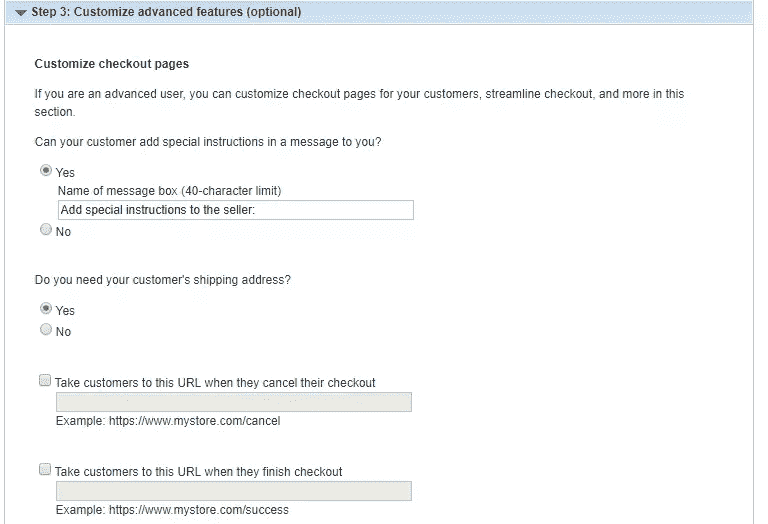 Step 3: Customize advanced features (optional)
Customize checkout pages
If you are an advanced user, you can customize checkout pages for your customers, streamline checkout, and more in this
section.
Can your customer add special instructions in a message to you?
Yes
Name of message box (40-character limit)
Add special instructions to the seller:
No
Do you need your customer's shipping address?
Yes
No
Take customers to this URL when they cancel their checkout
Example: https://www.mystore.com/cancel
Take customers to this URL when they finish checkout
Example: https://www.mystore.com/success